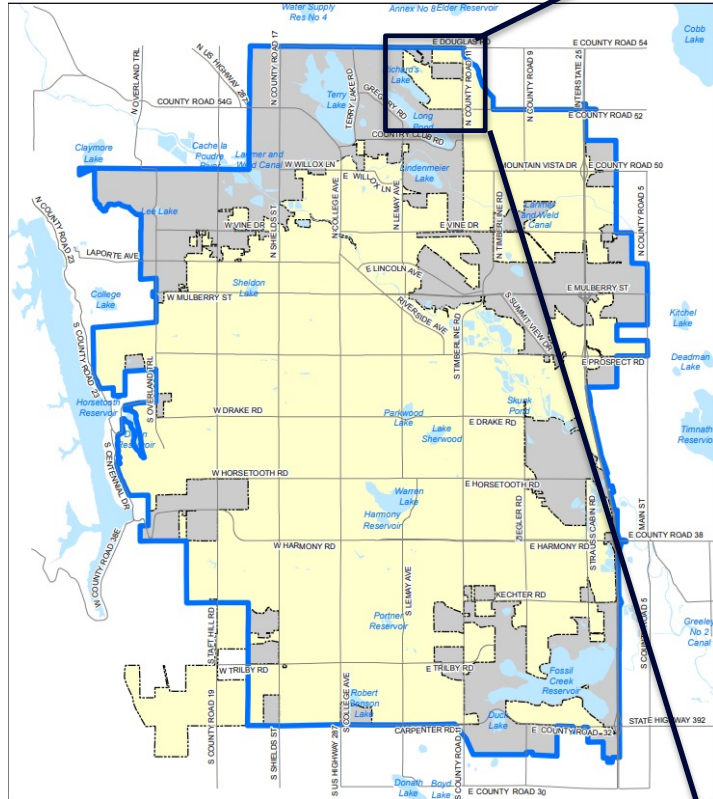 Water Supply
Res No 4
Annex No 8
Elder Reservoir
Cobb
Lake
N OVERLAND TRL
N US HIGHWAY 287
N COUNTY ROAD 17
E DOUGLAS RD
E COUNTY ROAD 54
COUNTY ROAD 54G
Terry
Lake
TERRY LAKE RD
GREGORY RD
Richard's
Lake
Long
Pond
N COUNTY ROAD 11
N COUNTY ROAD 9
INTERSTATE 25
E COUNTY ROAD 52
COUNTRY CLUB RD
Claymore
Lake
Cache la
Poudre
Larimer and
Weld Canal
W WILLOX LN
E WILLOX LN
Lindenmeier
Lake
MOUNTAIN VISTA DR
E COUNTY ROAD 50
N COUNTY ROAD 23
Lee Lake
W VINE DR
N SHIELDS ST
N COLLEGE AVE
N LEMAY AVE
E VINE DR
N TIMBERLINE RD
Larimer
and Weld
Canal
N COUNTY ROAD 5
LAPORTE AVE
E LINCOLN AVE
College
Lake
W MULBERRY ST
Sheldon
Lake
RIVERSIDE AVE
S SUMMIT VIEW DR
E MULBERRY ST
Kitchel
Lake
S COUNTY ROAD 23
S OVERLAND TRL
S TIMBERLINE RD
E PROSPECT RD
Deadman
Lake
Horsetooth
Reservoir
W DRAKE RD
Parkwood
Lake
Lake
Sherwood
E DRAKE RD
Skunk
Pond
Timnath
Reservoir
S CENTENNIAL DR
W HORSETOOTH RD
Warren
Lake
Harmony
Reservoir
E HORSETOOTH RD
ZIEGLER RD
STRAUSS CABIN RD
MAIN ST
W COUNTY ROAD 38E
W HARMONY RD
E HARMONY RD
E COUNTY ROAD 38
S LEMAY AVE
KECHTER RD
S TAFT HILL RD
Portner
Reservoir
S COUNTY ROAD 5
Greeley
No 2
Canal
W TRILBY RD
E TRILBY RD
Fossil
Creek
Reservoir
S COUNTY ROAD 19
S SHIELDS ST
S US HIGHWAY 287
S COLLEGE AVE
Robert
Benson
Lake
CARPENTER RD
Duck
Lake
S COUNTY ROAD 11
E COUNTY ROAD 32
STATE HIGHWAY 392
Donath
Lake
Boyd
Lake
E COUNTY ROAD 30